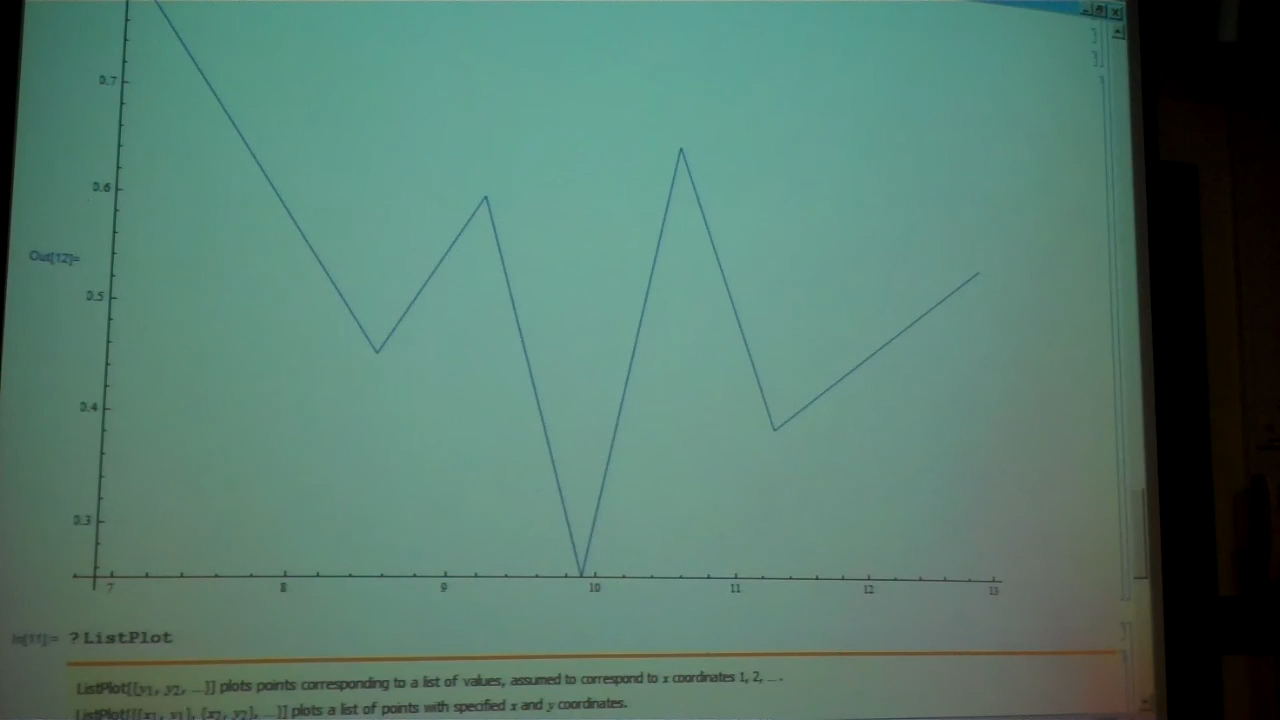 0.7
0.6
Out[12]=
0.5
0.4
0.3
7 8 9 10 11 12 13
In[11]:= ? ListPlot
ListPlot[{y1, y2, …}] plots points corresponding to a list of values, assumed to correspond to x coordinates 1, 2, … .
ListPlot[{{x1, y1}, {x2, y2}, …}] plots a list of points with specified x and y coordinates.